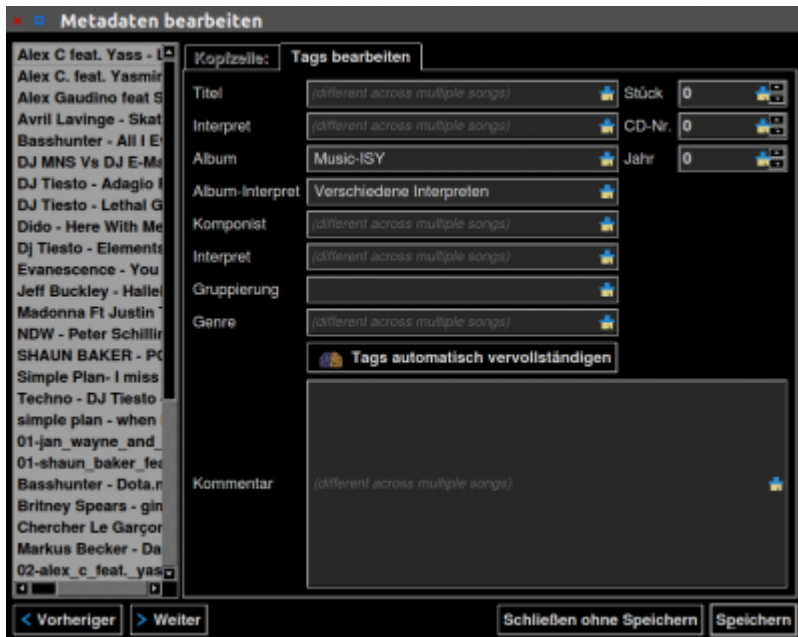 Metadaten bearbeiten
Alex C feat. Yass - L
Alex C. feat. Yasmir
Alex Gaudino feat S
Avril Lavinge - Skat
Basshunter - All I E
DJ MNS Vs DJ E-Ma
DJ Tiesto - Adagio
DJ Tiesto - Lethal G
Dido - Here With Me
Dj Tiesto - Elements
Evanescence - You
Jeff Buckley - Hallel
Madonna Ft Justin
NDW - Peter Schillir
SHAUN BAKER - PO
Simple Plan- I miss
Techno - DJ Tiesto
simple plan - when
01-jan_wayne_and_
01-shaun_baker_fea
Basshunter - Dota.
Britney Spears - gin
Chercher Le Garçor
Markus Becker - Da
02-alex_c_feat._yas
Kopfzeile: Tags bearbeiten
Titel (different across multiple songs) Stück 0
Interpret (different across multiple songs) CD-Nr. 0
Album Music-ISY Jahr 0
Album-Interpret Verschiedene Interpreten
Komponist (different across multiple songs)
Interpret (different across multiple songs)
Gruppierung
Genre (different across multiple songs)
Tags automatisch vervollständigen
Kommentar (different across multiple songs)
< Vorheriger > Weiter Schließen ohne Speichern Speichern